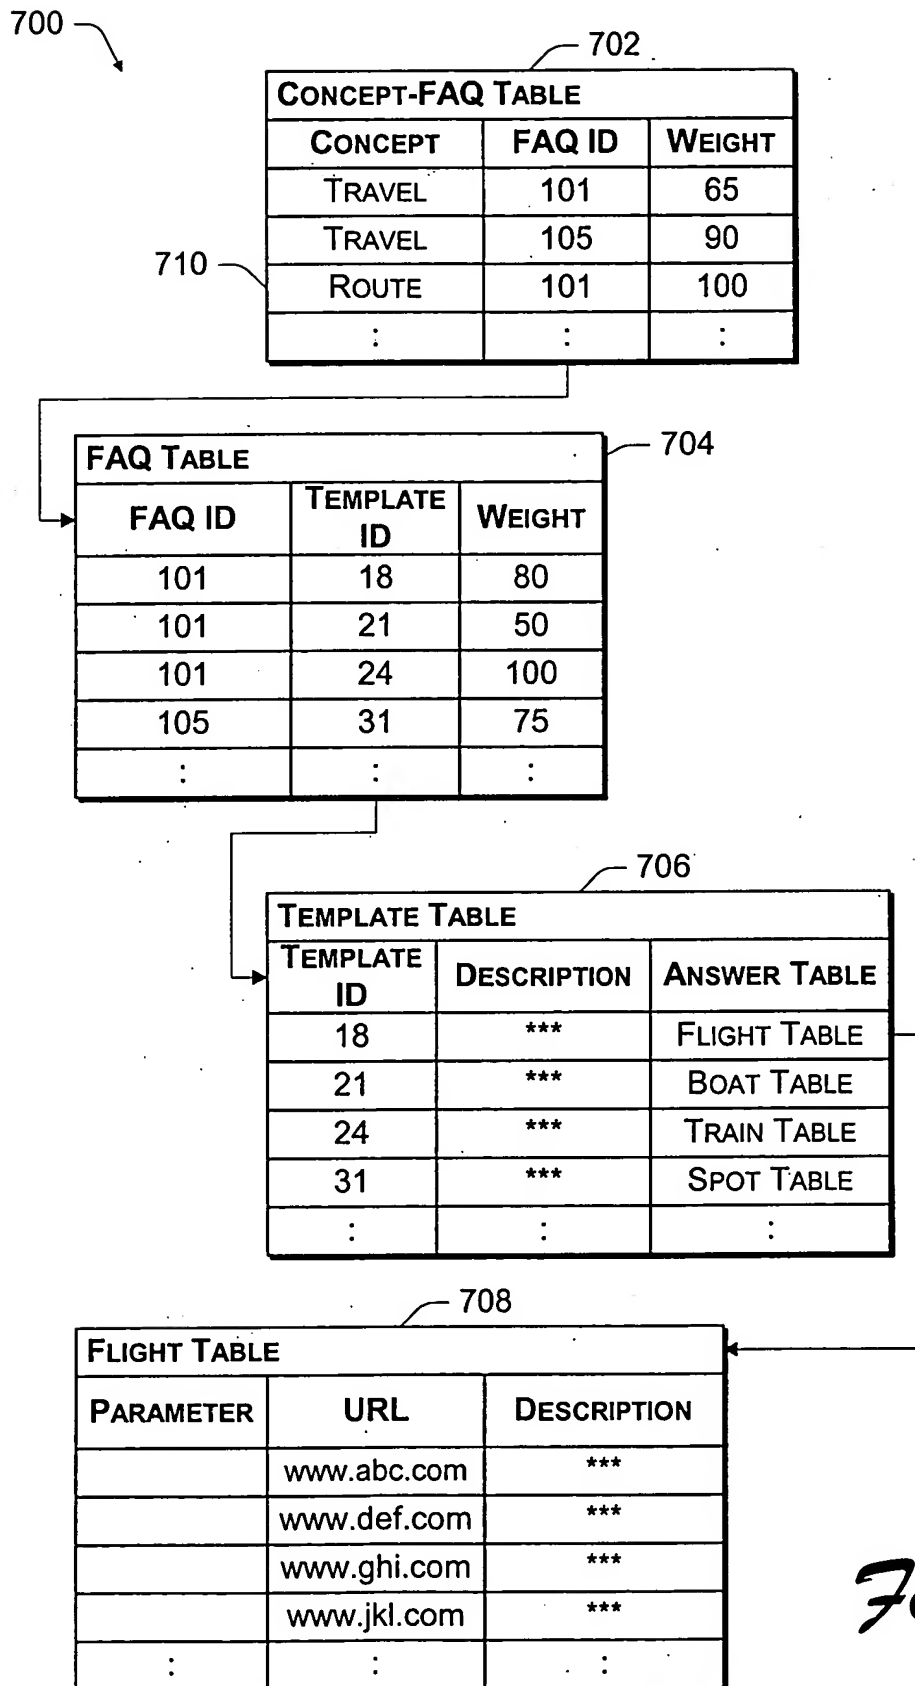 700
702
CONCEPT-FAQ TABLE
CONCEPT FAQ ID WEIGHT
TRAVEL 101 65
TRAVEL 105 90
710
ROUTE 101 100
: : :
704
FAQ TABLE
FAQ ID TEMPLATE ID WEIGHT
101 18 80
101 21 50
101 24 100
105 31 75
: : :
706
TEMPLATE TABLE
TEMPLATE ID DESCRIPTION ANSWER TABLE
18 *** FLIGHT TABLE
21 *** BOAT TABLE
24 *** TRAIN TABLE
31 *** SPOT TABLE
: : :
708
FLIGHT TABLE
PARAMETER URL DESCRIPTION
www.abc.com ***
www.def.com ***
www.ghi.com ***
www.jkl.com ***
: : :